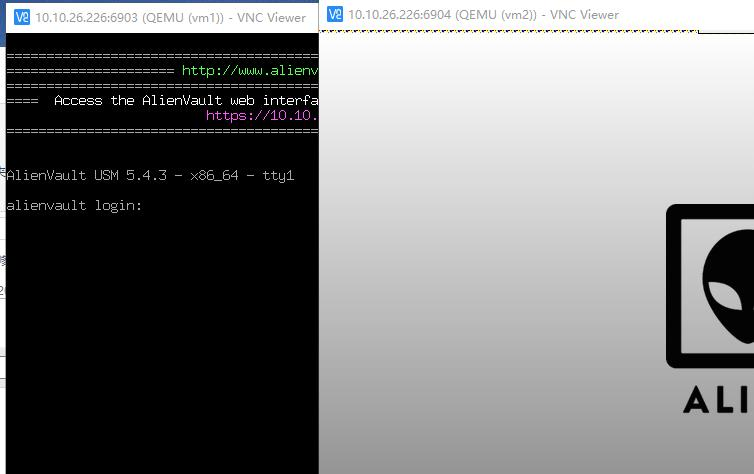 10.10.26.226:6903 (QEMU (vm1)) - VNC Viewer
10.10.26.226:6904 (QEMU (vm2)) - VNC Viewer
==================== http://www.alienv
==== Access the AlienVault web interfa
https://10.10.
AlienVault USM 5.4.3 - x86_64 - tty1
alienvault login:
ALI